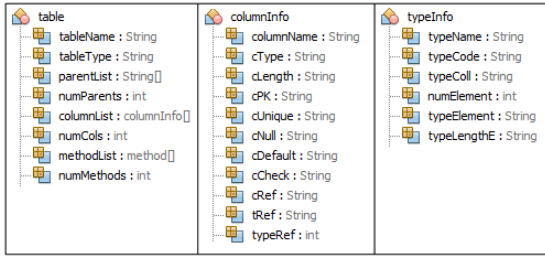 table
tableName : String
tableType : String
parentList : String[]
numParents : int
columnList : columnInfo[]
numCols : int
methodList : method[]
numMethods : int
columnInfo
columnName : String
cType : String
cLength : String
cPK : String
cUnique : String
cNull : String
cDefault : String
cCheck : String
cRef : String
tRef : String
typeRef : int
typeInfo
typeName : String
typeCode : String
typeColl : String
numElement : int
typeElement : String
typeLengthE : String